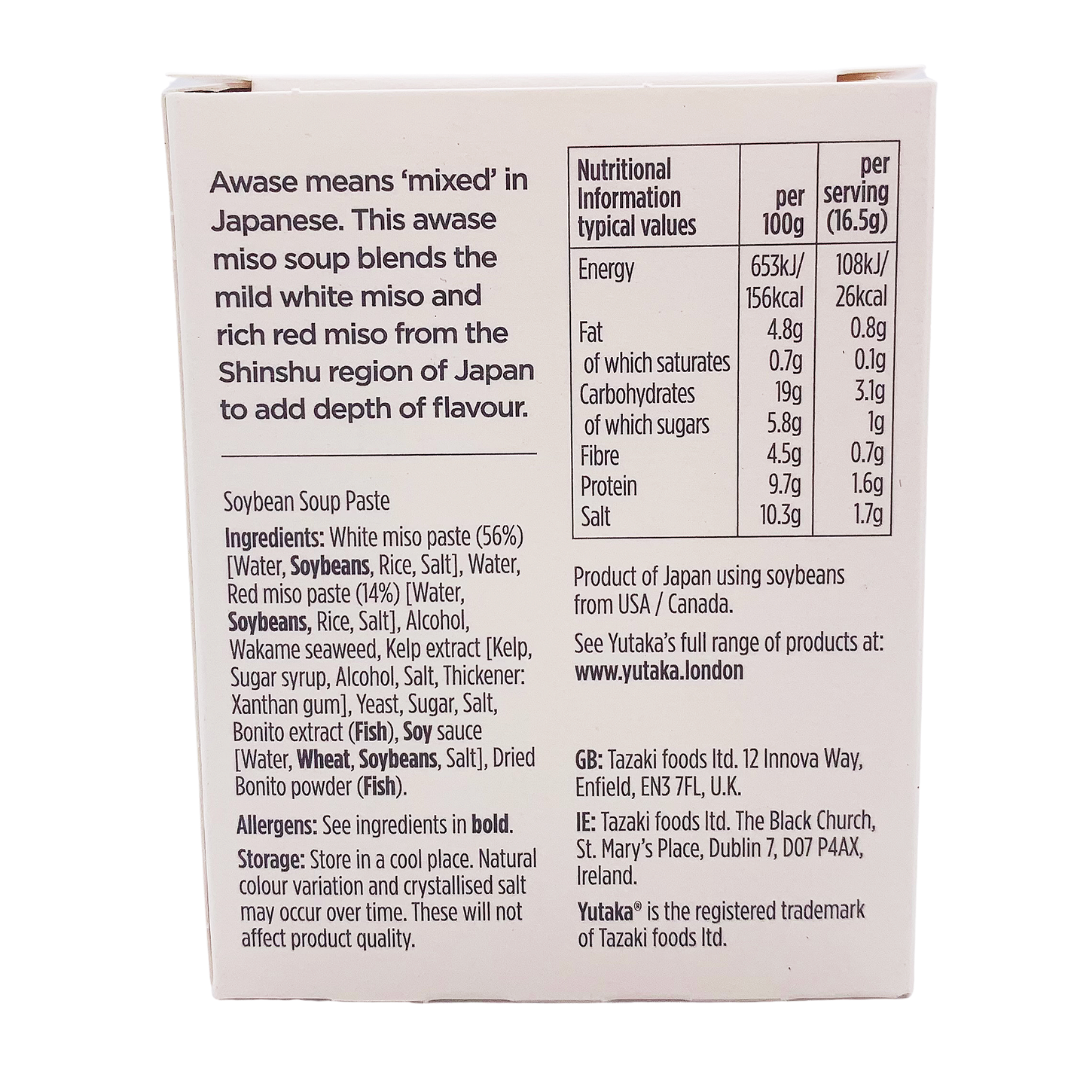 Awase means ‘mixed’ in
Japanese. This awase
miso soup blends the
mild white miso and
rich red miso from the
Shinshu region of Japan
to add depth of flavour.
Soybean Soup Paste
Ingredients: White miso paste (56%)
[Water, Soybeans, Rice, Salt], Water,
Red miso paste (14%) [Water,
Soybeans, Rice, Salt], Alcohol,
Wakame seaweed, Kelp extract [Kelp,
Sugar syrup, Alcohol, Salt, Thickener:
Xanthan gum], Yeast, Sugar, Salt,
Bonito extract (Fish), Soy sauce
[Water, Wheat, Soybeans, Salt], Dried
Bonito powder (Fish).
Allergens: See ingredients in bold.
Storage: Store in a cool place. Natural
colour variation and crystallised salt
may occur over time. These will not
affect product quality.
Nutritional
Information
typical values
per
100g
per
serving
(16.5g)
Energy 653kJ/ 108kJ/
156kcal 26kcal
Fat 4.8g 0.8g
of which saturates 0.7g 0.1g
Carbohydrates 19g 3.1g
of which sugars 5.8g 1g
Fibre 4.5g 0.7g
Protein 9.7g 1.6g
Salt 10.3g 1.7g
Product of Japan using soybeans
from USA / Canada.
See Yutaka’s full range of products at:
www.yutaka.london
GB: Tazaki foods ltd. 12 Innova Way,
Enfield, EN3 7FL, U.K.
IE: Tazaki foods ltd. The Black Church,
St. Mary’s Place, Dublin 7, D07 P4AX,
Ireland.
Yutaka® is the registered trademark
of Tazaki foods ltd.